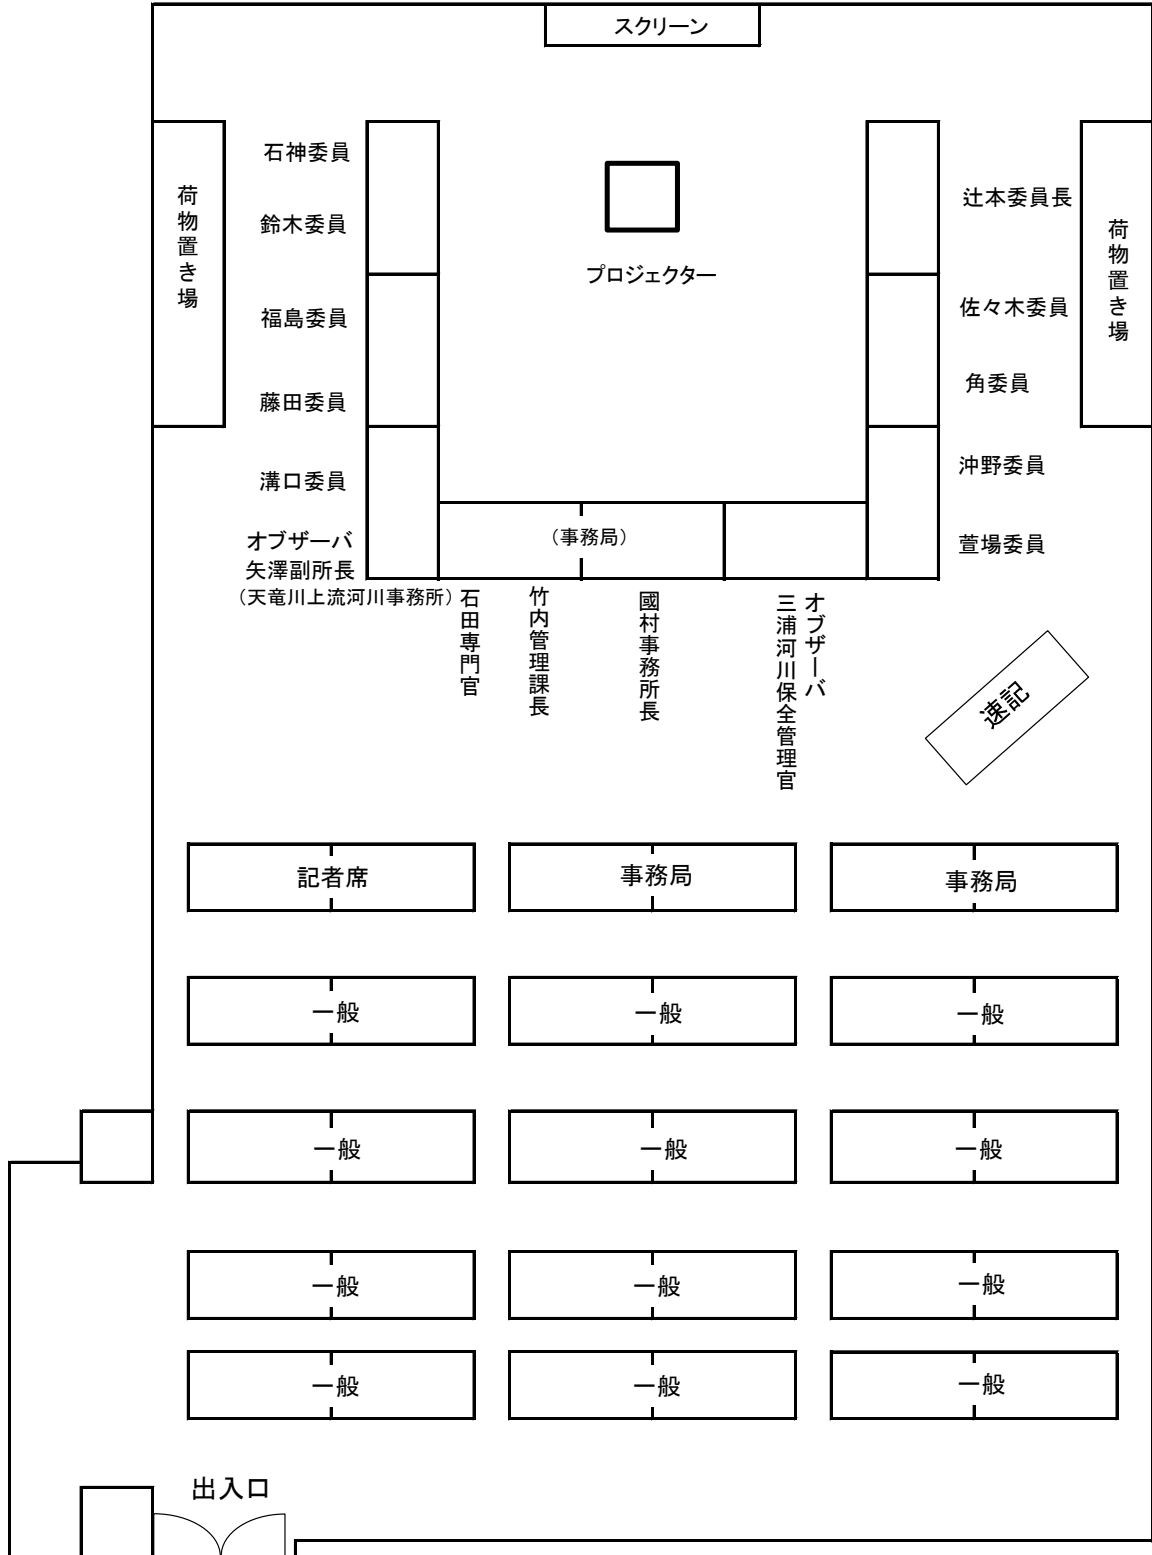 スクリーン
荷物置き場
石神委員
鈴木委員
福島委員
藤田委員
溝口委員
オブザーバ
矢澤副所長
（天竜川上流河川事務所）
プロジェクター
辻本委員長
佐々木委員
角委員
沖野委員
萱場委員
荷物置き場
（事務局）
石田専門官
竹内管理課長
國村事務所長
オブザーバ
三浦河川保全管理官
速記
記者席
事務局
事務局
一般
一般
一般
一般
一般
一般
一般
一般
一般
一般
一般
一般
出入口